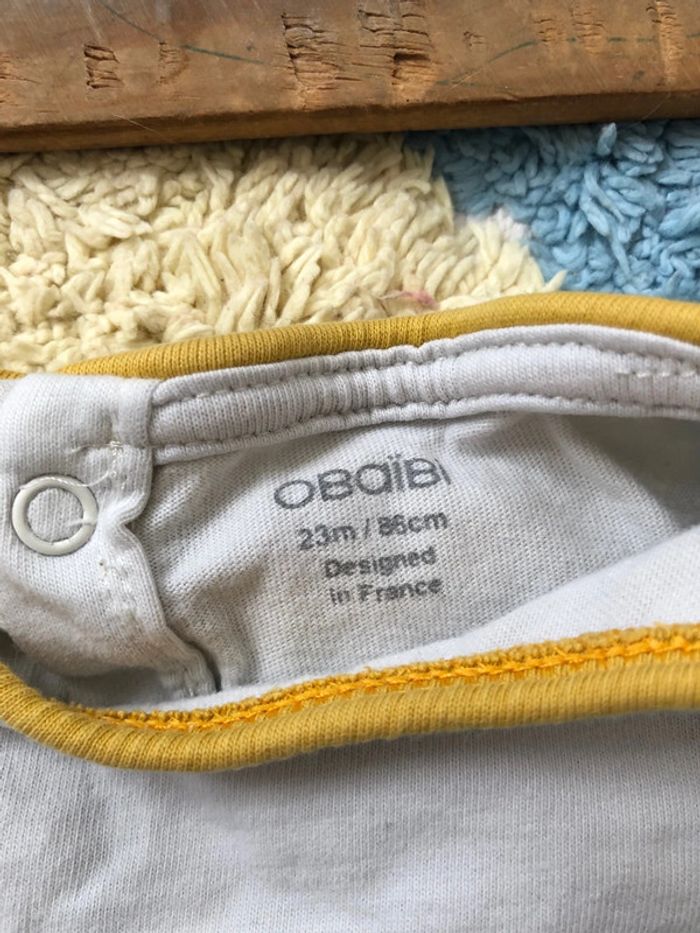 OBaïBi
23m / 86cm
Designed
in France